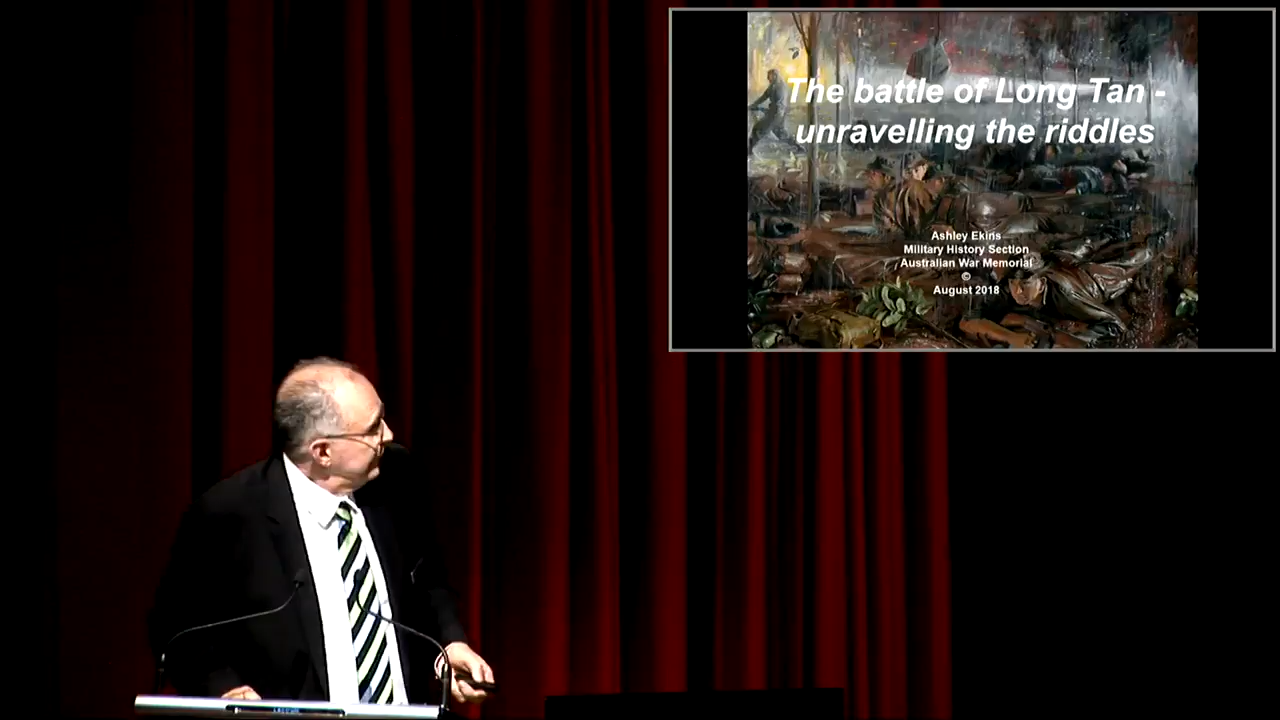 The battle of Long Tan -
unravelling the riddles
Ashley Ekins
Military History Section
Australian War Memorial
©
August 2018